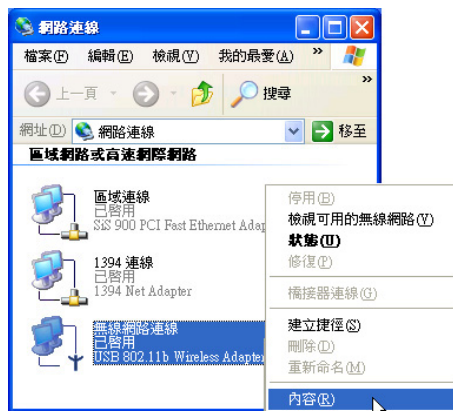 網路連線
檔案(F) 編輯(E) 檢視(V) 我的最愛(A) »
上一頁 搜尋 »
網址(D) 網路連線 移至
區域網路或高速網際網路
區域連線
已啓用
SiS 900 PCI Fast Ethernet Adap
1394 連線
已啓用
1394 Net Adapter
無線網路連線
已啓用
USB 802.11b Wireless Adapter
停用(B)
檢視可用的無線網路(V)
狀態(U)
修復(P)
橋接器連線(G)
建立捷徑(S)
刪除(D)
重新命名(M)
內容(R)